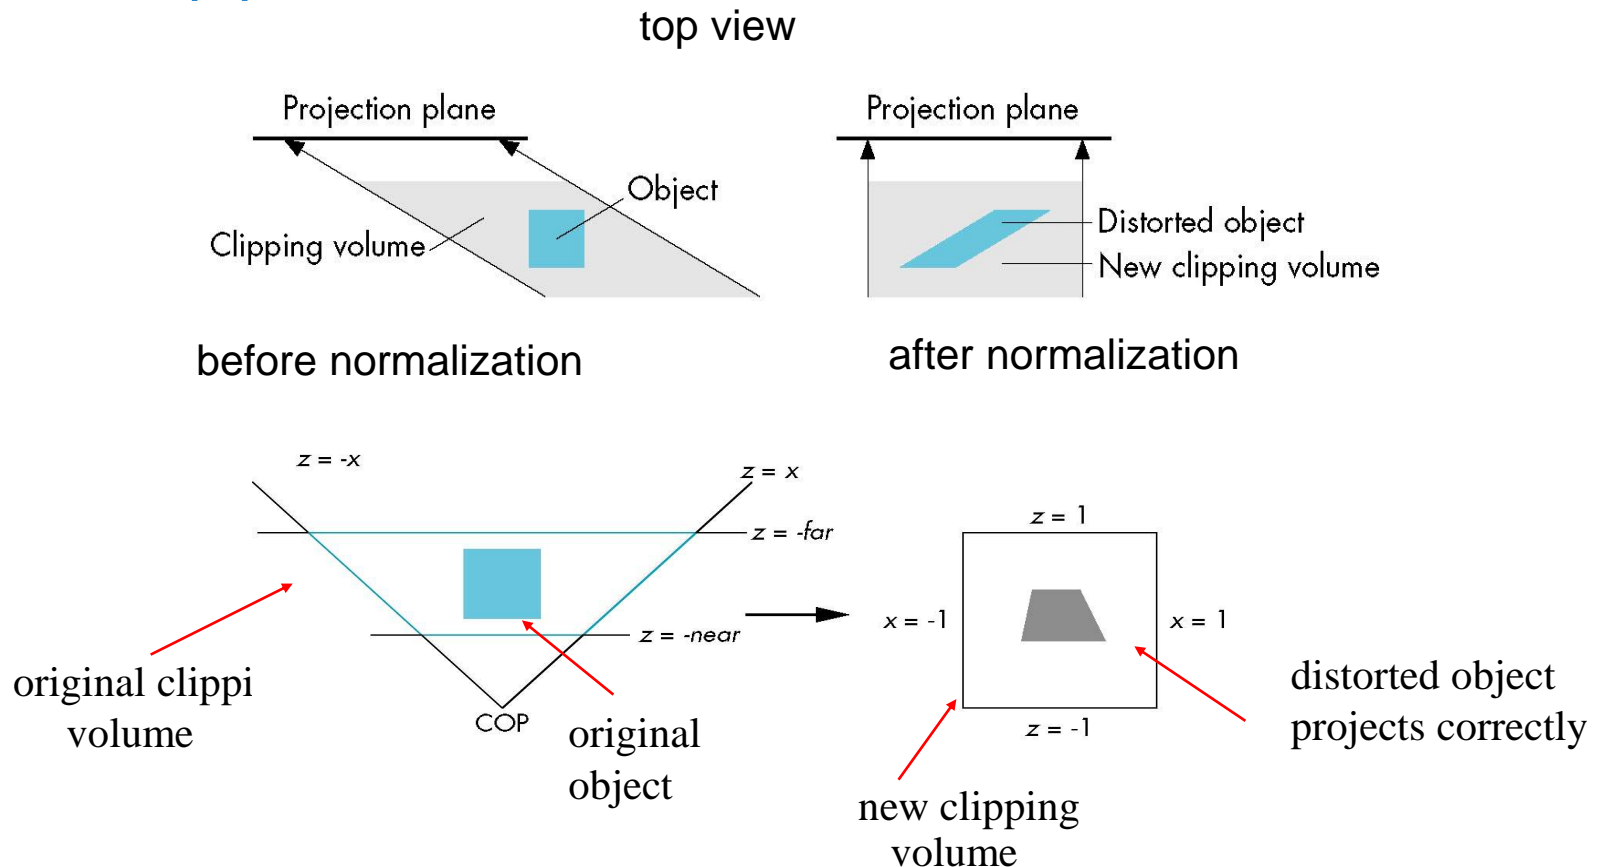 top view
Projection plane
Projection plane
Object
Clipping volume
Distorted object
New clipping volume
before normalization
after normalization
z = -x
z = x
z = -far
z = -near
COP
original clippi
volume
original
object
z = 1
x = -1
x = 1
z = -1
new clipping
volume
distorted object
projects correctly